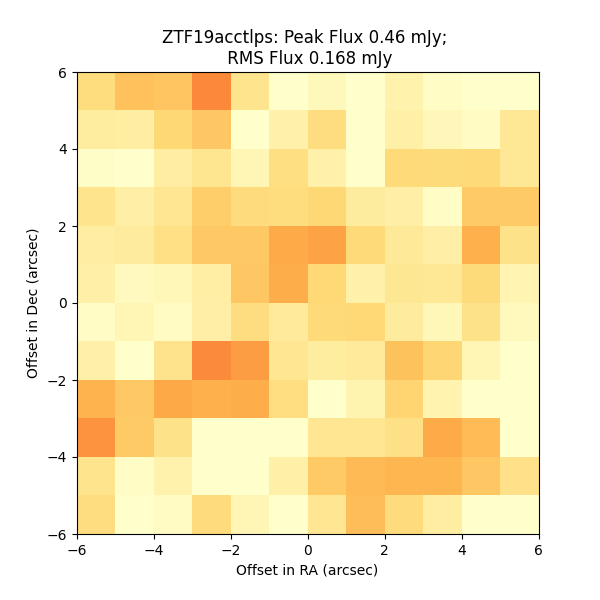 ZTF19acctlps: Peak Flux 0.46 mJy;
RMS Flux 0.168 mJy
6
4
2
0
−2
−4
−6
Offset in Dec (arcsec)
−6 −4 −2 0 2 4 6
Offset in RA (arcsec)